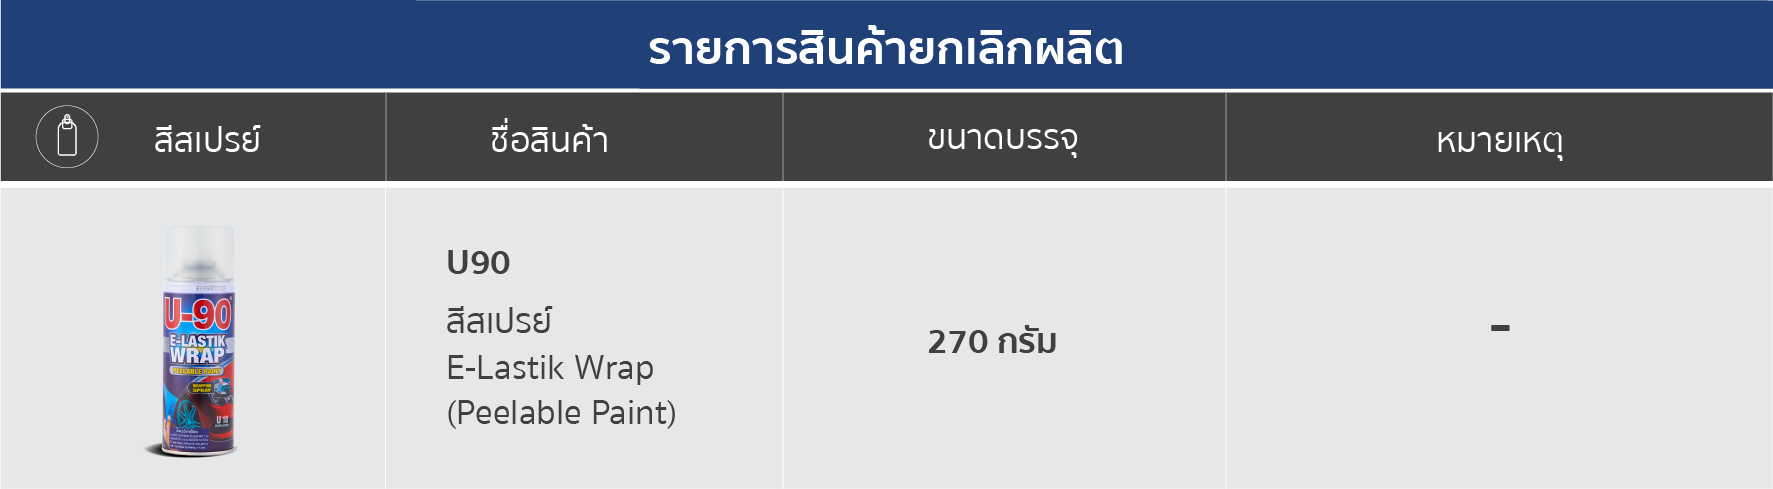 รายการสินค้ายกเลิกผลิต
สีสเปรย์
ชื่อสินค้า
ขนาดบรรจุ
หมายเหตุ
U-90
E-LASTIK
WRAP
PEELABLE PAINT
WRAPPING
SPRAY
U 10
U90
สีสเปรย์
E-Lastik Wrap
(Peelable Paint)
270 กรัม
-